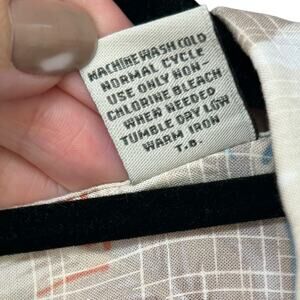 MACHINE WASH COLD
NORMAL CYCLE
USE ONLY NON-
CHLORINE BLEACH
WHEN NEEDED
TUMBLE DRY LOW
WARM IRON
T.B.